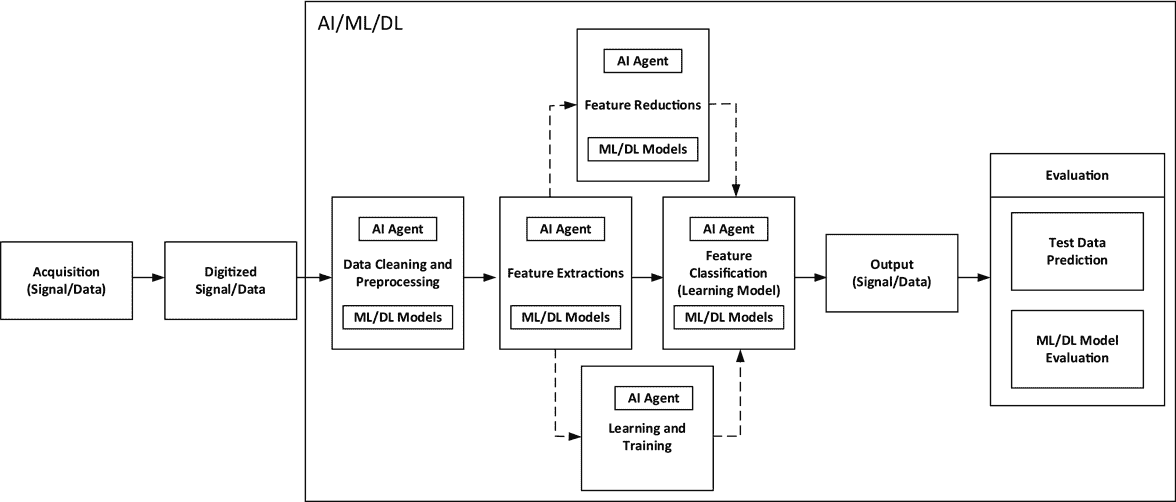 AI/ML/DL
AI Agent
Feature Reductions
ML/DL Models
Acquisition
(Signal/Data)
Digitized
Signal/Data
AI Agent
Data Cleaning and
Preprocessing
ML/DL Models
AI Agent
Feature Extractions
ML/DL Models
AI Agent
Feature
Classification
(Learning Model)
ML/DL Models
AI Agent
Learning and
Training
Output
(Signal/Data)
Evaluation
Test Data
Prediction
ML/DL Model
Evaluation